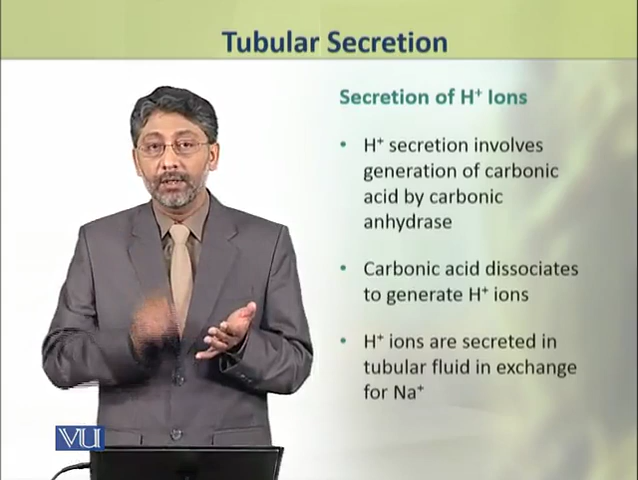 Tubular Secretion
Secretion of H⁺ Ions
• H⁺ secretion involves
generation of carbonic
acid by carbonic
anhydrase
• Carbonic acid dissociates
to generate H⁺ ions
• H⁺ ions are secreted in
tubular fluid in exchange
for Na⁺
VU